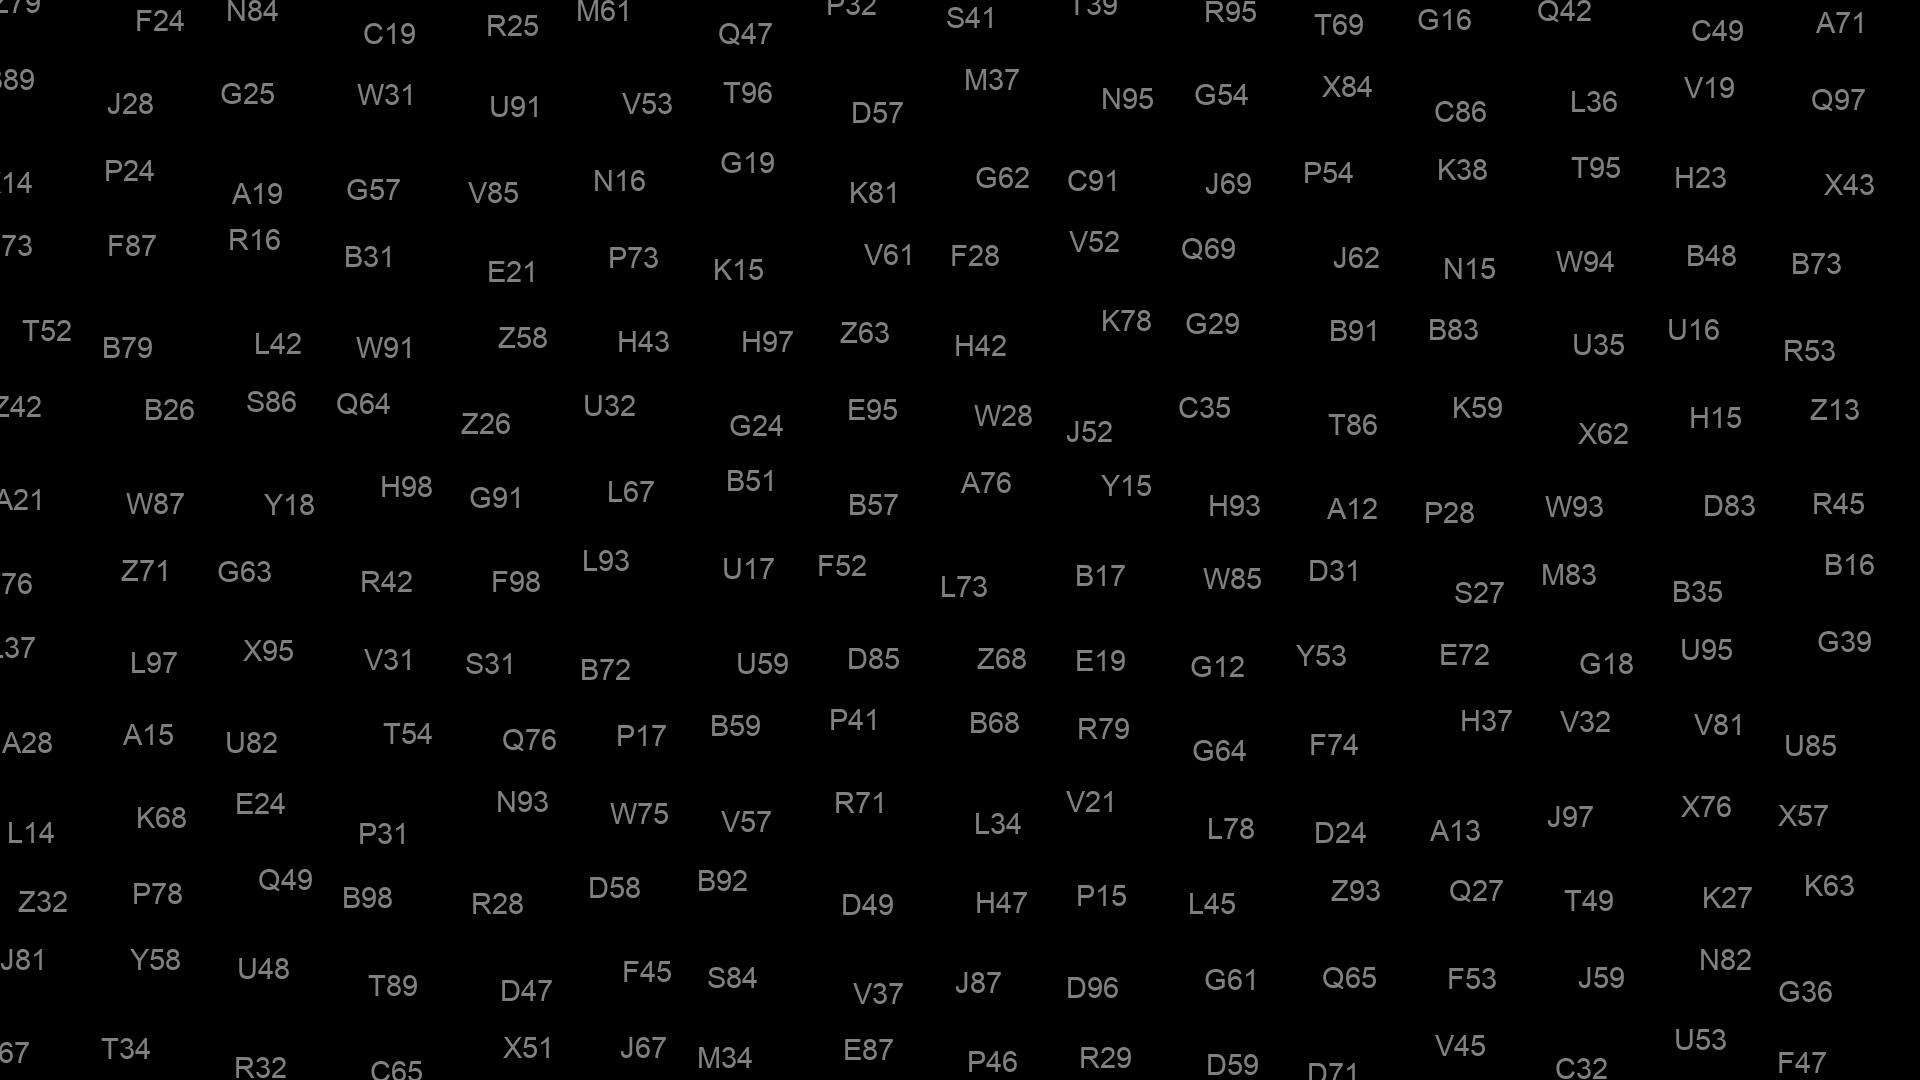 F24 N84 C19 R25 M61 Q47 P32 S41 T39 R95 T69 G16 Q42 C49 A71
J28 G25 W31 U91 V53 T96 D57 M37 N95 G54 X84 C86 L36 V19 Q97
P24 A19 G57 V85 N16 G19 K81 G62 C91 J69 P54 K38 T95 H23 X43
F87 R16 B31 E21 P73 K15 V61 F28 V52 Q69 J62 N15 W94 B48 B73
T52 B79 L42 W91 Z58 H43 H97 Z63 H42 K78 G29 B91 B83 U35 U16 R53
Z42 B26 S86 Q64 Z26 U32 G24 E95 W28 J52 C35 T86 K59 X62 H15 Z13
A21 W87 Y18 H98 G91 L67 B51 B57 A76 Y15 H93 A12 P28 W93 D83 R45
76 Z71 G63 R42 F98 L93 U17 F52 L73 B17 W85 D31 S27 M83 B35 B16
L37 L97 X95 V31 S31 B72 U59 D85 Z68 E19 G12 Y53 E72 G18 U95 G39
A28 A15 U82 T54 Q76 P17 B59 P41 B68 R79 G64 F74 H37 V32 V81 U85
L14 K68 E24 P31 N93 W75 V57 R71 L34 V21 L78 D24 A13 J97 X76 X57
Z32 P78 Q49 B98 R28 D58 B92 D49 H47 P15 L45 Z93 Q27 T49 K27 K63
J81 Y58 U48 T89 D47 F45 S84 V37 J87 D96 G61 Q65 F53 J59 N82 G36
67 T34 R32 C65 X51 J67 M34 E87 P46 R29 D59 D71 V45 C32 U53 F47